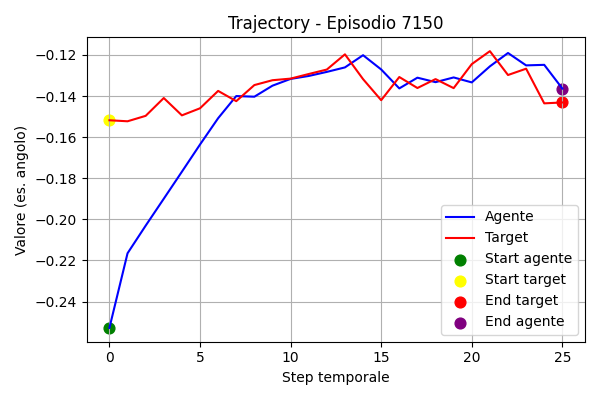 Trajectory - Episodio 7150
Valore (es. angolo)
−0.12
−0.14
−0.16
−0.18
−0.20
−0.22
−0.24
0
5
10
15
20
25
Step temporale
Agente
Target
Start agente
Start target
End target
End agente